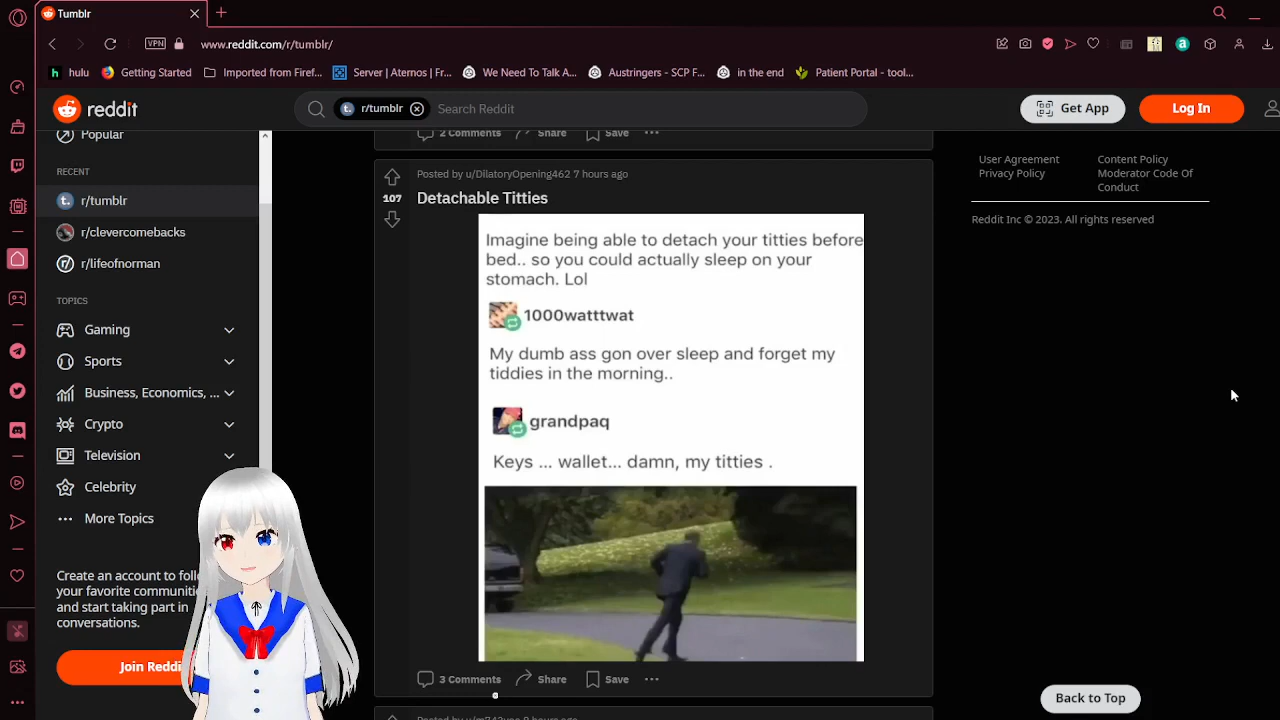 Tumblr
VPN
www.reddit.com/r/tumblr/
hulu
Getting Started
Imported from Firef...
Server | Aternos | Fr...
We Need To Talk A...
Austringers - SCP F...
in the end
Patient Portal - tool...
reddit
r/tumblr
Search Reddit
Get App
Log In
Popular
RECENT
r/tumblr
r/clevercomebacks
r/lifeofnorman
TOPICS
Gaming
Sports
Business, Economics, ...
Crypto
Television
Celebrity
More Topics
Create an account to follo
your favorite communities
and start taking part in
conversations.
Join Reddi
2 Comments
Share
Save
Posted by u/DilatoryOpening462 7 hours ago
107
Detachable Titties
Imagine being able to detach your titties before
bed.. so you could actually sleep on your
stomach. Lol
1000watttwat
My dumb ass gon over sleep and forget my
tiddies in the morning..
grandpaq
Keys ... wallet... damn, my titties .
3 Comments
Share
Save
User Agreement
Privacy Policy
Content Policy
Moderator Code Of
Conduct
Reddit Inc © 2023. All rights reserved
Back to Top